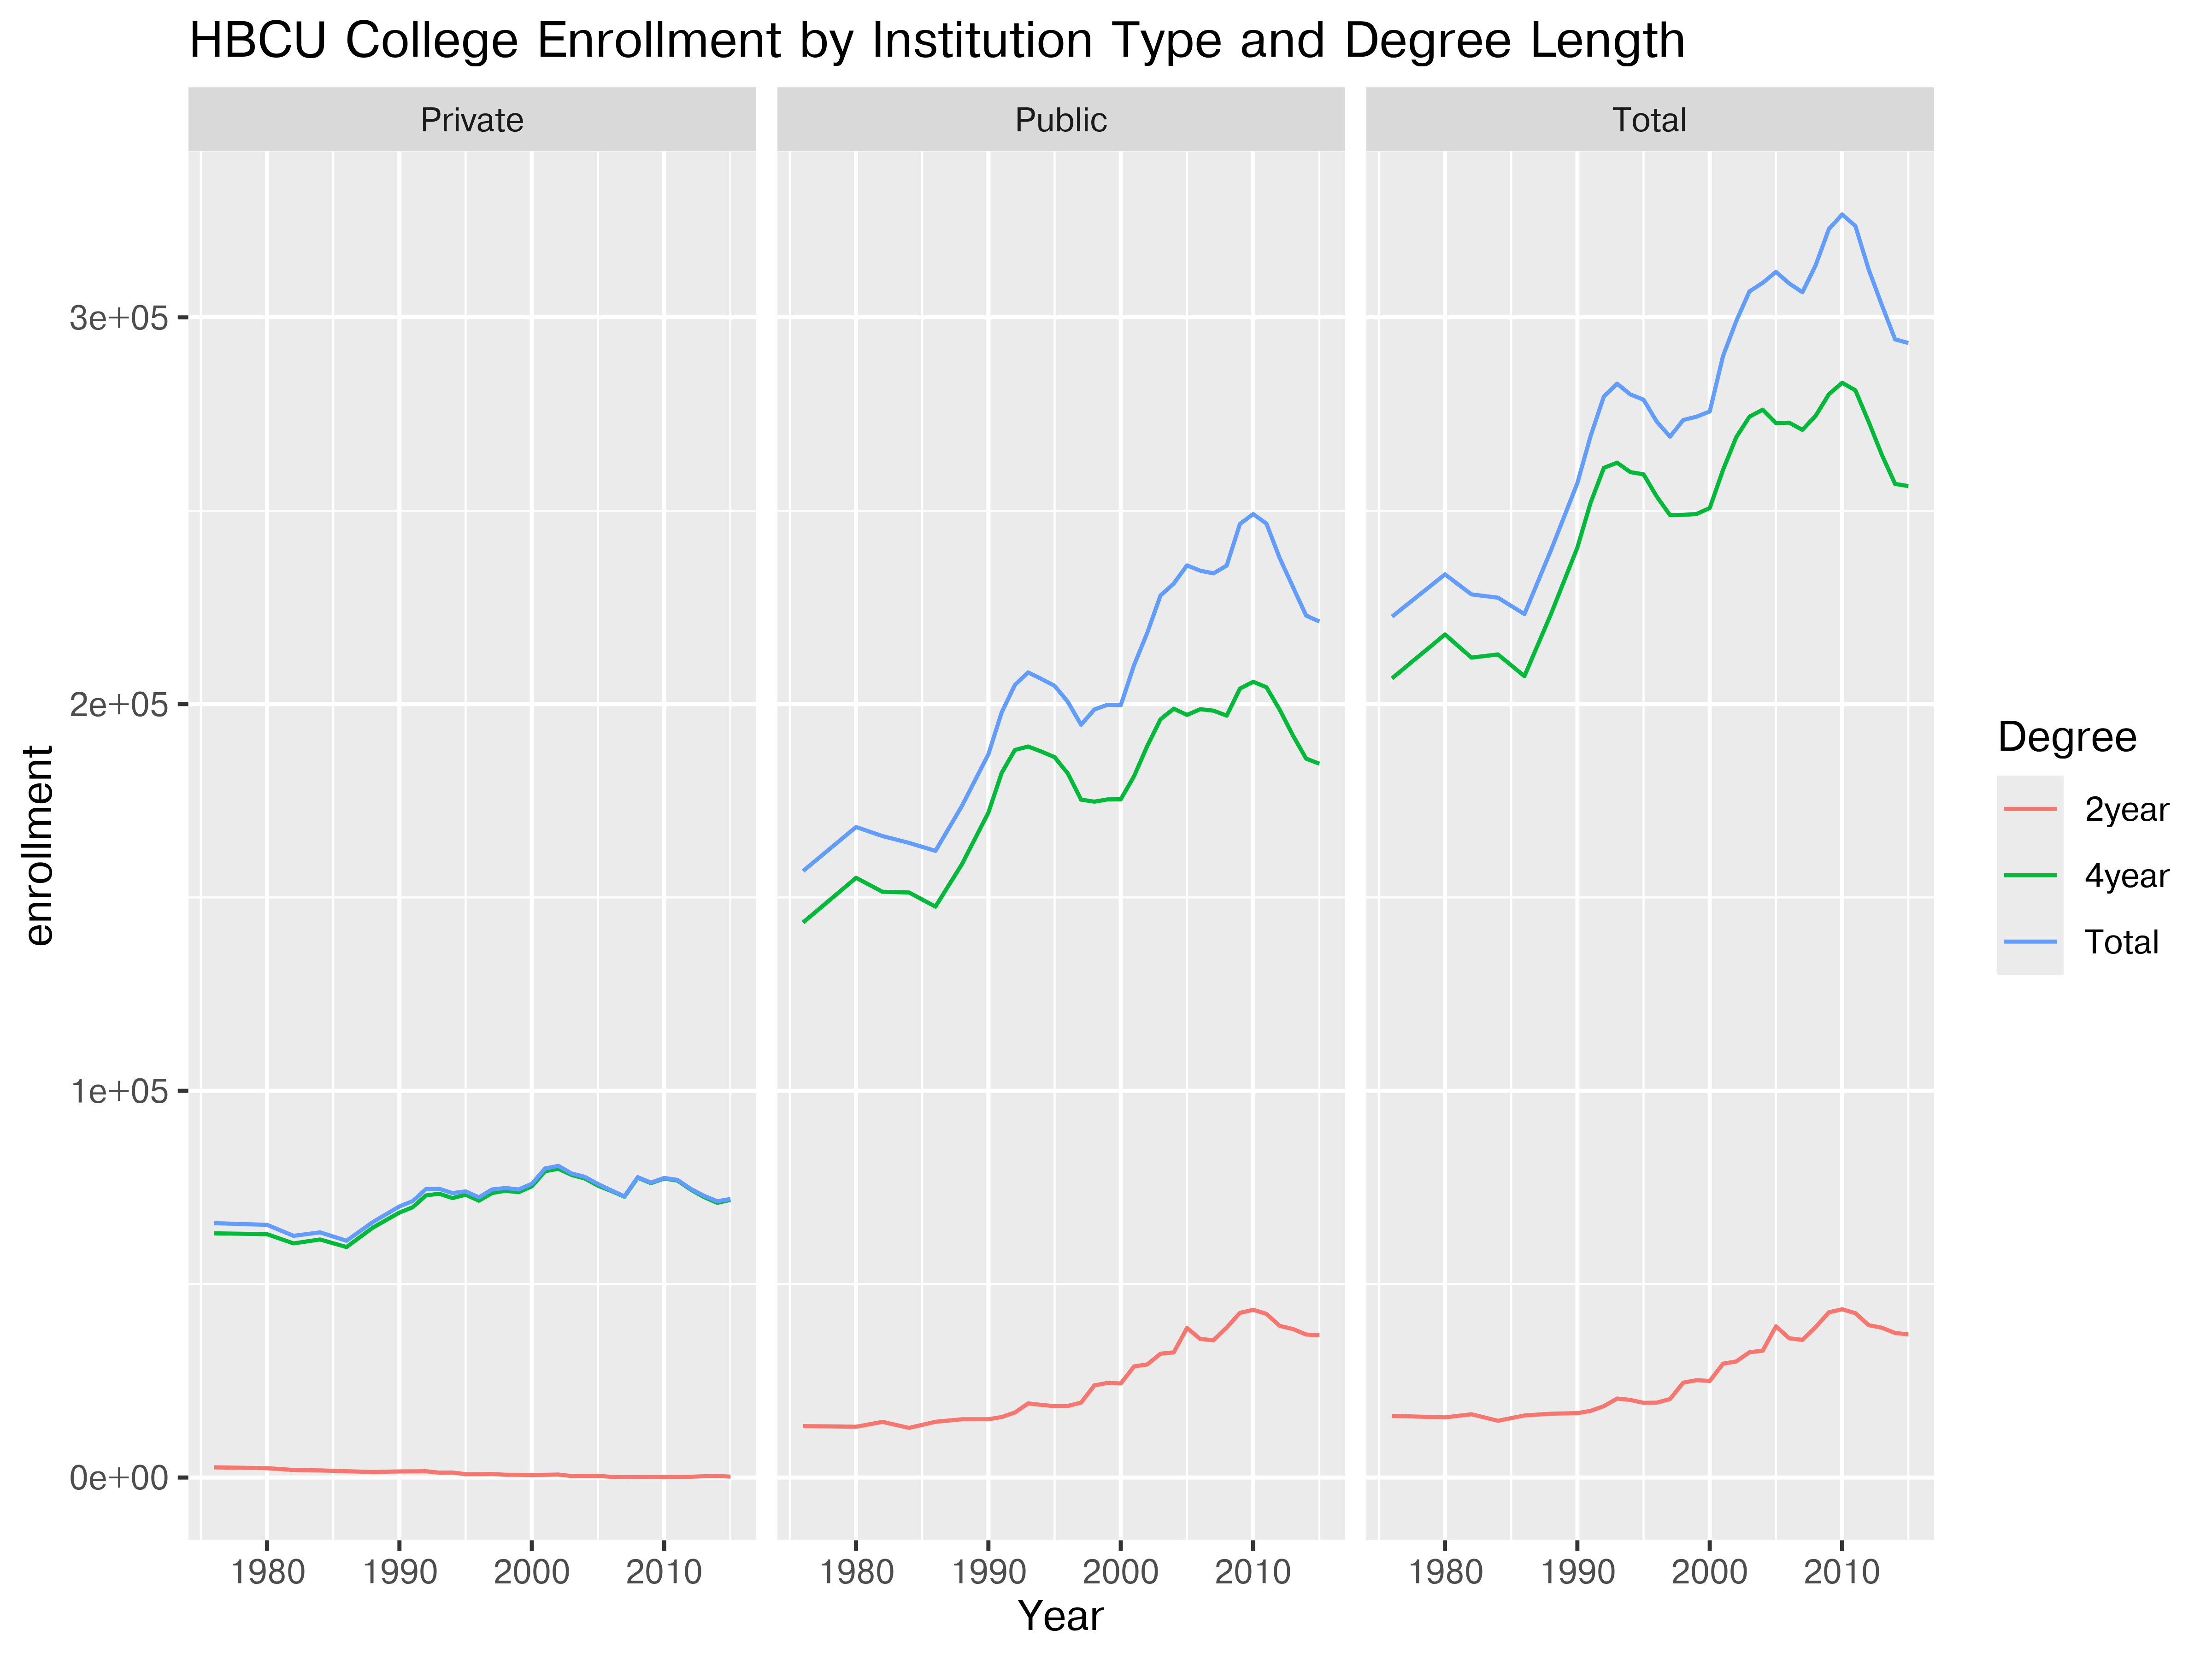 HBCU College Enrollment by Institution Type and Degree Length
Private
Public
Total
3e+05
2e+05
1e+05
0e+00
enrollment
1980 1990 2000 2010
1980 1990 2000 2010
1980 1990 2000 2010
Year
Degree
2year
4year
Total